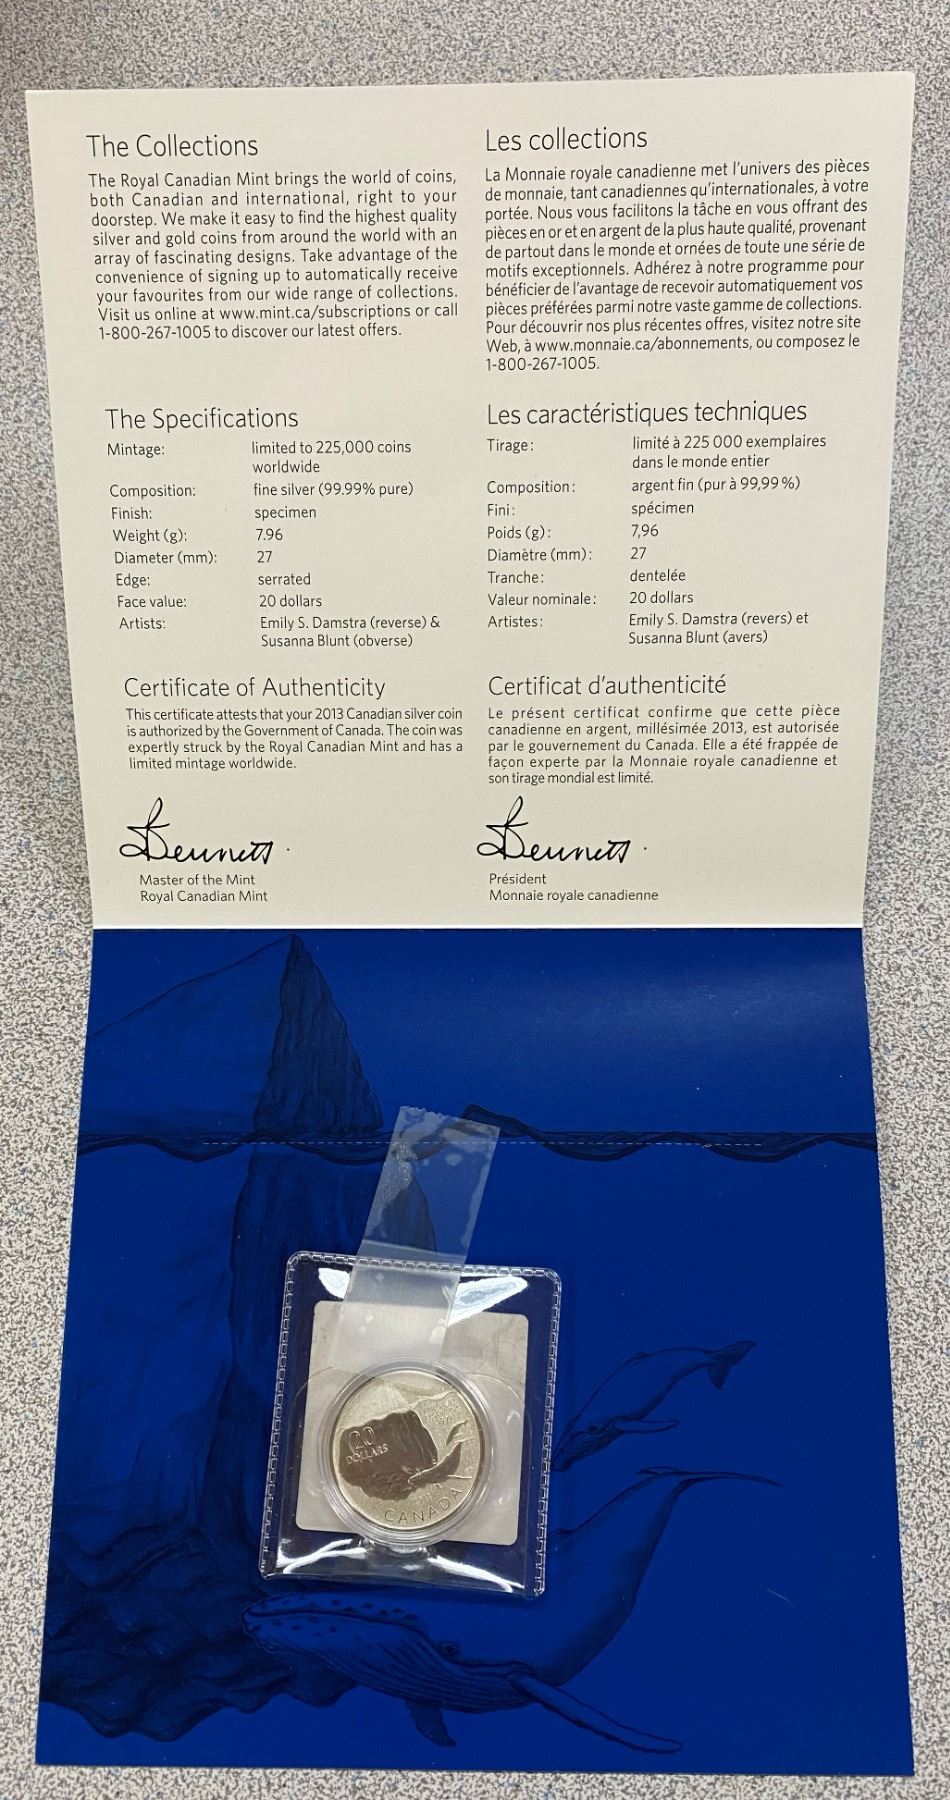 The Collections
The Royal Canadian Mint brings the world of coins,
both Canadian and international, right to your
doorstep. We make it easy to find the highest quality
silver and gold coins from around the world with an
array of fascinating designs. Take advantage of the
convenience of signing up to automatically receive
your favourites from our wide range of collections.
Visit us online at www.mint.ca/subscriptions or call
1-800-267-1005 to discover our latest offers.
The Specifications
Mintage: limited to 225,000 coins
worldwide
Composition: fine silver (99.99% pure)
Finish: specimen
Weight (g): 7.96
Diameter (mm): 27
Edge: serrated
Face value: 20 dollars
Artists: Emily S. Damstra (reverse) &
Susanna Blunt (obverse)
Certificate of Authenticity
This certificate attests that your 2013 Canadian silver coin
is authorized by the Government of Canada. The coin was
expertly struck by the Royal Canadian Mint and has a
limited mintage worldwide.
Bennett
Master of the Mint
Royal Canadian Mint
Les collections
La Monnaie royale canadienne met l'univers des pièces
de monnaie, tant canadiennes qu'internationales, à votre
portée. Nous vous facilitons la tâche en vous offrant des
pièces en or et en argent de la plus haute qualité, provenant
de partout dans le monde et ornées de toute une série de
motifs exceptionnels. Adhérez à notre programme pour
bénéficier de l'avantage de recevoir automatiquement vos
pièces préférées parmi notre vaste gamme de collections.
Pour découvrir nos plus récentes offres, visitez notre site
Web, à www.monnaie.ca/abonnements, ou composez le
1-800-267-1005.
Les caractéristiques techniques
Tirage: limité à 225 000 exemplaires
dans le monde entier
Composition: argent fin (pur à 99,99 %)
Fini: spécimen
Poids (g): 7,96
Diamètre (mm): 27
Tranche: dentelée
Valeur nominale: 20 dollars
Artistes: Emily S. Damstra (revers) et
Susanna Blunt (avers)
Certificat d'authenticité
Le présent certificat confirme que cette pièce
canadienne en argent, millésimée 2013, est autorisée
par le gouvernement du Canada. Elle a été frappée de
façon experte par la Monnaie royale canadienne et
son tirage mondial est limité.
Bennett
Président
Monnaie royale canadienne
20
DOLLARS
CANADA